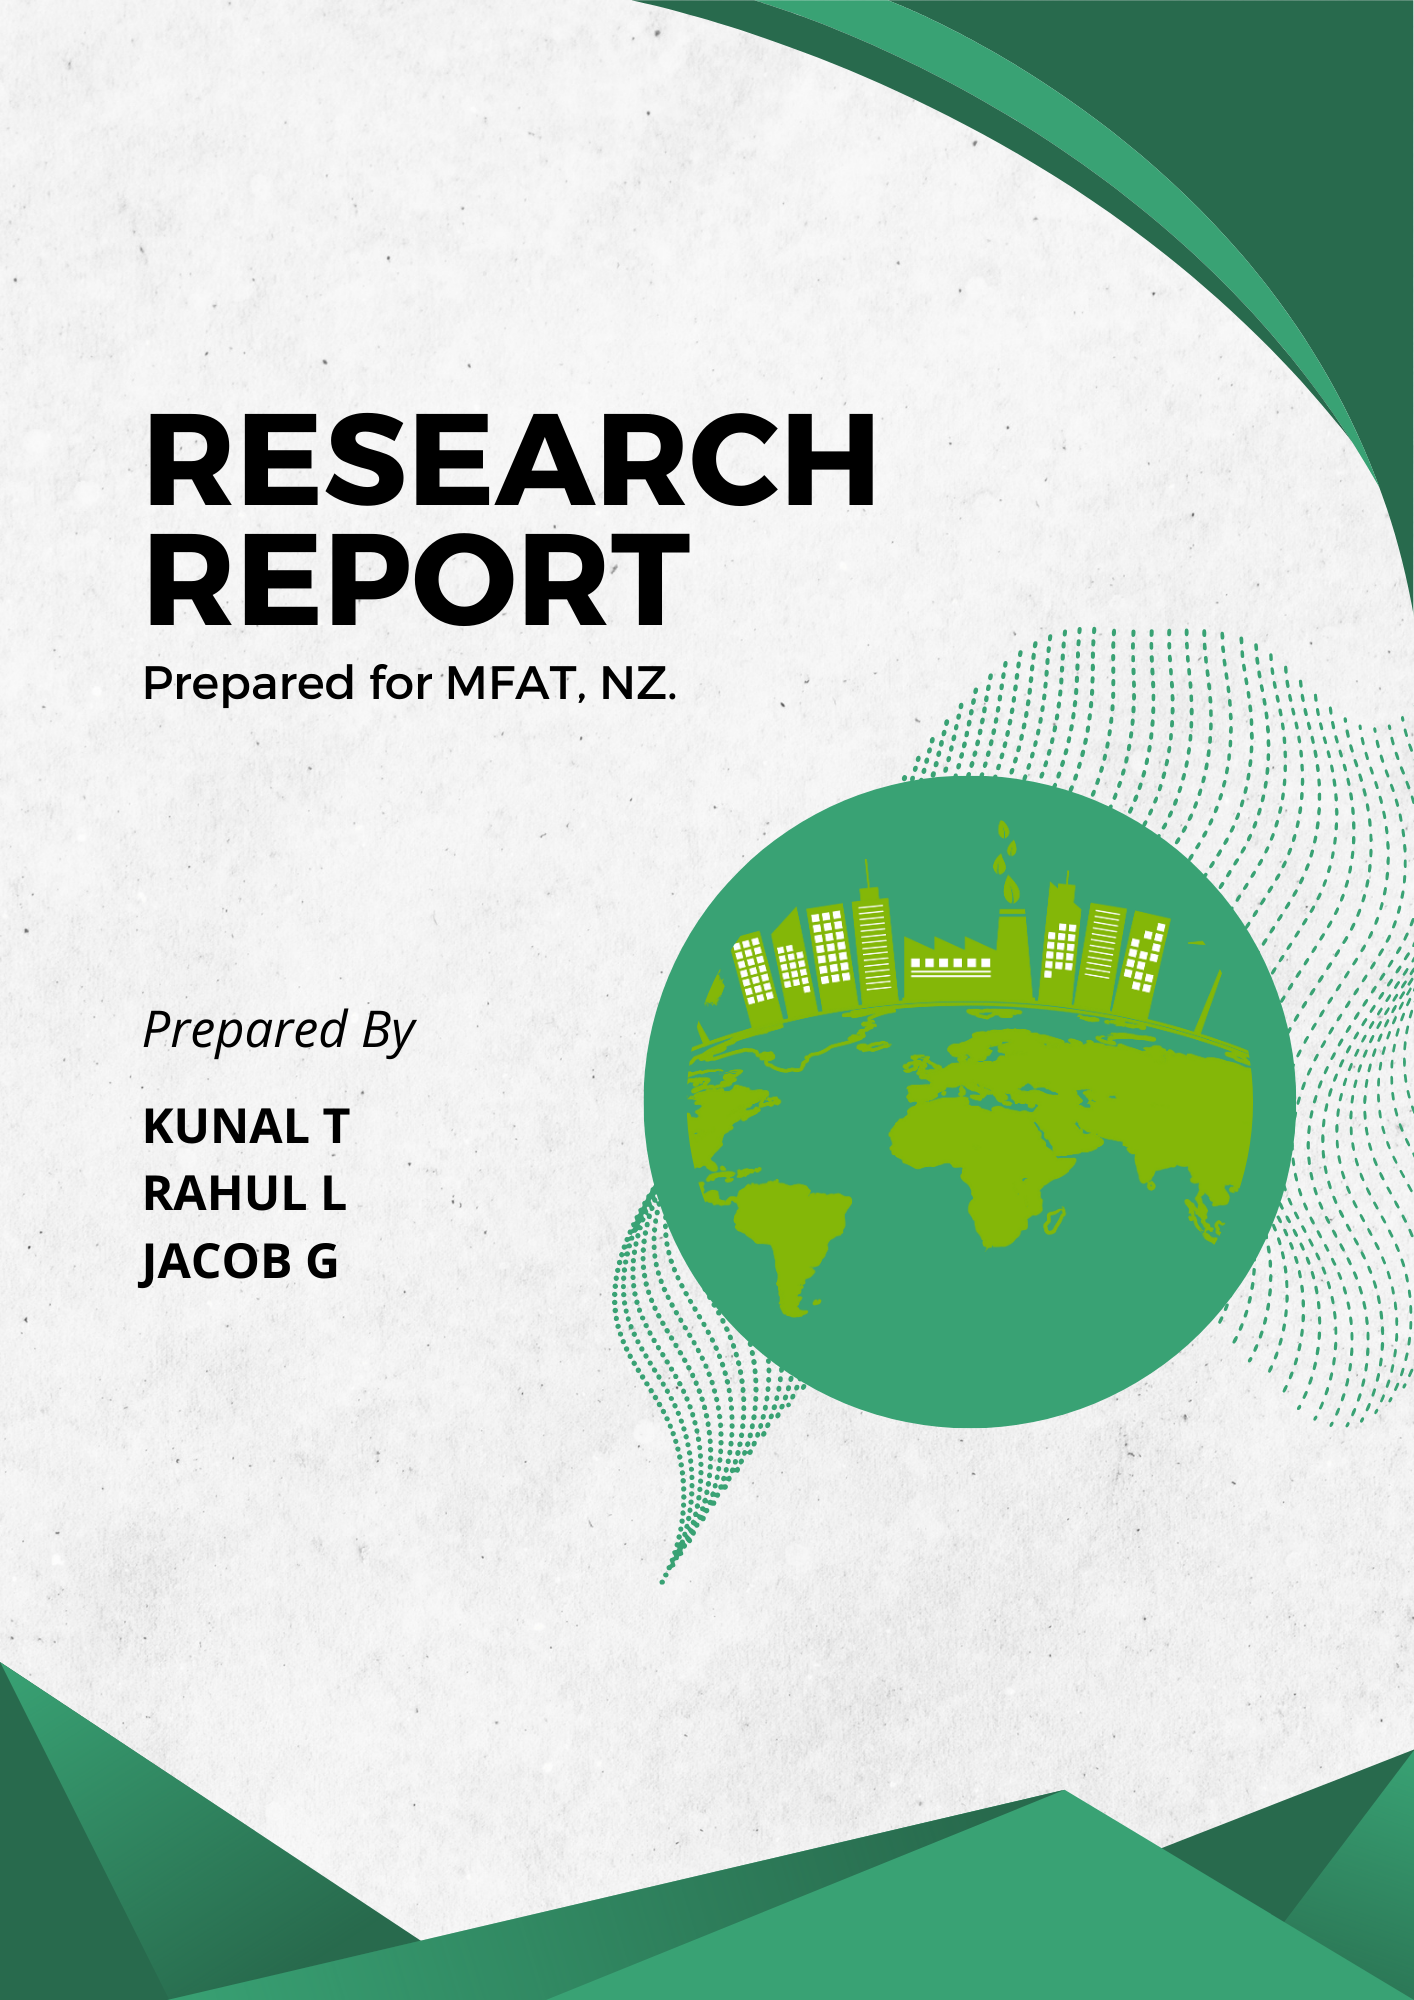 RESEARCH
REPORT
Prepared for MFAT, NZ.
Prepared By
KUNAL T
RAHUL L
JACOB G